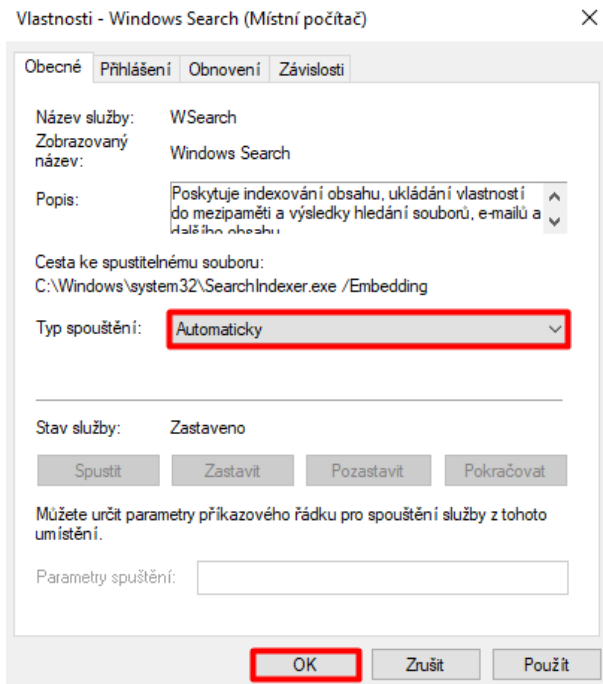 Vlastnosti - Windows Search (Místní počítač)
Obecné Přihlášení Obnovení Závislosti
Název služby: WSearch
Zobrazovaný název: Windows Search
Popis: Poskytuje indexování obsahu, ukládání vlastností
do mezipaměti a výsledky hledání souborů, e-mailů a
dalšího obsahu
Cesta ke spustitelnému souboru:
C:\Windows\system32\SearchIndexer.exe /Embedding
Typ spouštění: Automaticky
Stav služby: Zastaveno
Spustit Zastavit Pozastavit Pokračovat
Můžete určit parametry příkazového řádku pro spouštění služby z tohoto
umístění.
Parametry spuštění:
OK Zrušit Použít